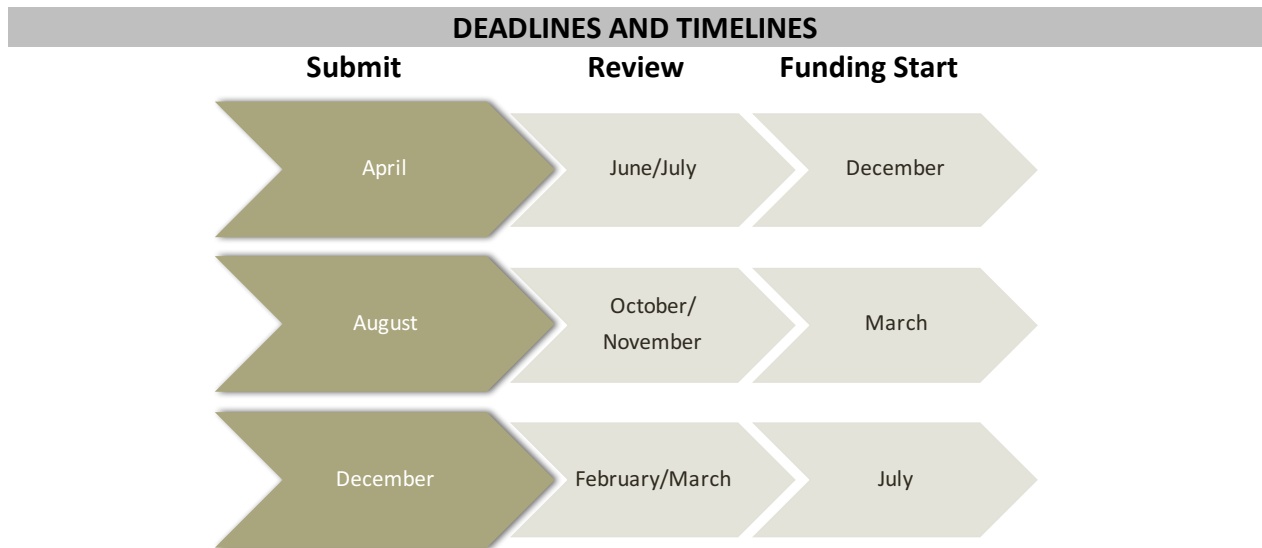 DEADLINES AND TIMELINES
Submit Review Funding Start
April June/July December
August October/
November March
December February/March July